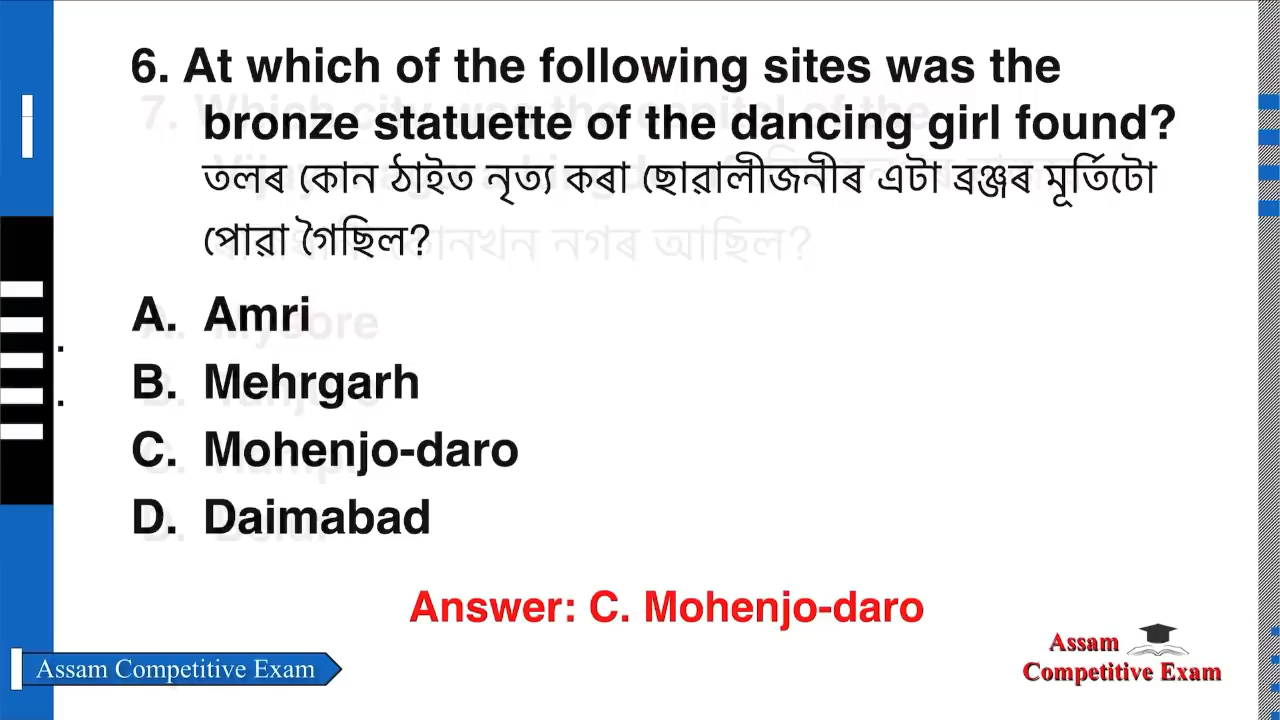 6. At which of the following sites was the
bronze statuette of the dancing girl found?
তলৰ কোন ঠাইত নৃত্য কৰা ছোৱালীজনীৰ এটা ব্ৰঞ্জৰ মূৰ্তিটো
পোৱা গৈছিল?
A. Amri
B. Mehrgarh
C. Mohenjo-daro
D. Daimabad
Answer: C. Mohenjo-daro
Assam Competitive Exam
Assam
Competitive Exam